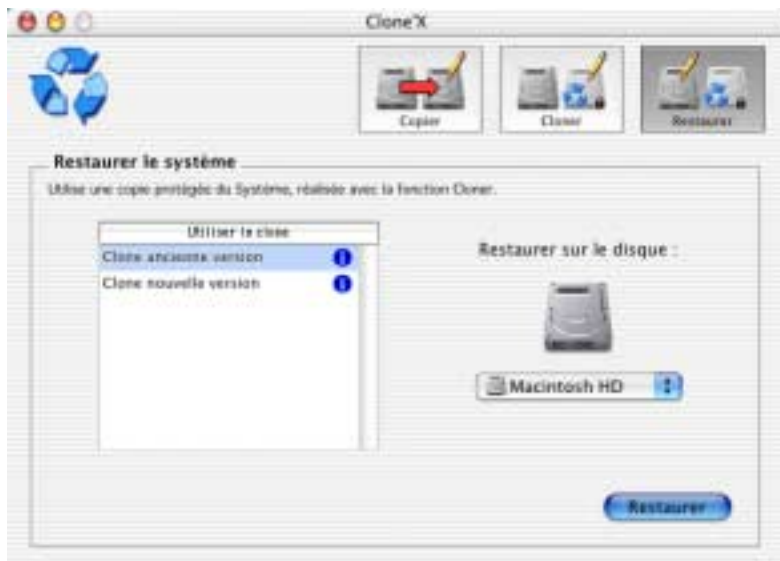 Clone'X
Copier
Cloner
Restaurer
Restaurer le système
Utilise une copie protégée du Système, réalisée avec la fonction Cloner.
Utiliser le clone
Clone ancienne version
Clone nouvelle version
Restaurer sur le disque :
Macintosh HD
Restaurer